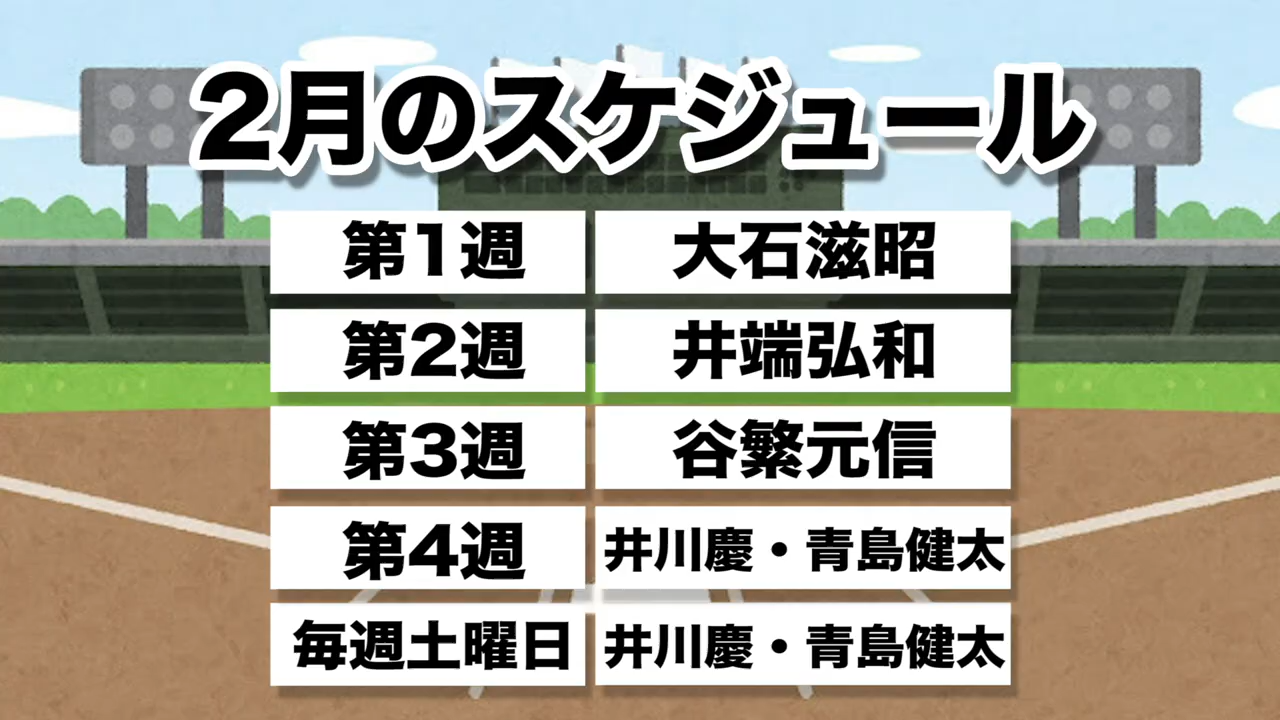 2月のスケジュール
第1週 大石滋昭
第2週 井端弘和
第3週 谷繁元信
第4週 井川慶・青島健太
毎週土曜日 井川慶・青島健太